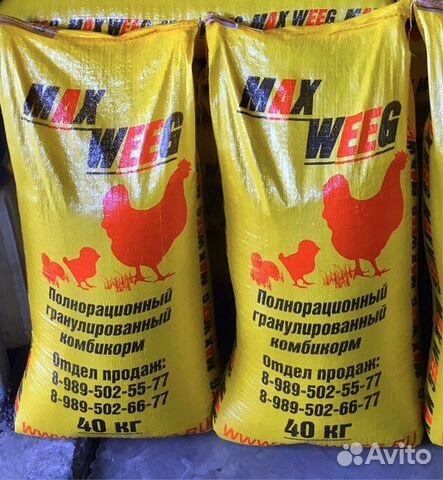 MAX
WEEG
Полнорационный
гранулированный
комбикорм
Отдел продаж:
8-989-502-55-77
8-989-502-66-77
40 кг
MAX
WEEG
Полнорационный
гранулированный
комбикорм
Отдел продаж:
8-989-502-55-77
8-989-502-66-77
40 кг
Avito